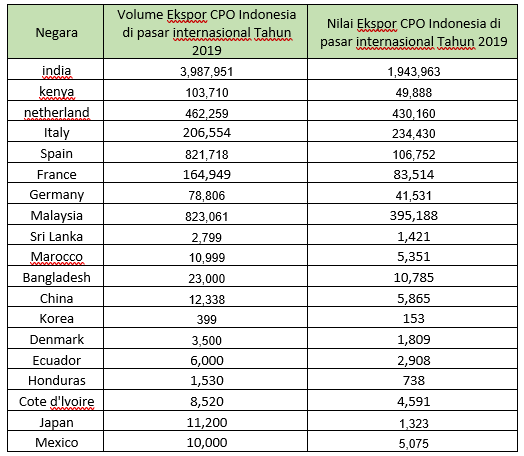 Negara
Volume Ekspor CPO Indonesia
di pasar internasional Tahun
2019
Nilai Ekspor CPO Indonesia di
pasar internasional Tahun 2019
india 3,987,951 1,943,963
kenya 103,710 49,888
netherland 462,259 430,160
Italy 206,554 234,430
Spain 821,718 106,752
France 164,949 83,514
Germany 78,806 41,531
Malaysia 823,061 395,188
Sri Lanka 2,799 1,421
Marocco 10,999 5,351
Bangladesh 23,000 10,785
China 12,338 5,865
Korea 399 153
Denmark 3,500 1,809
Ecuador 6,000 2,908
Honduras 1,530 738
Cote d'lvoire 8,520 4,591
Japan 11,200 1,323
Mexico 10,000 5,075